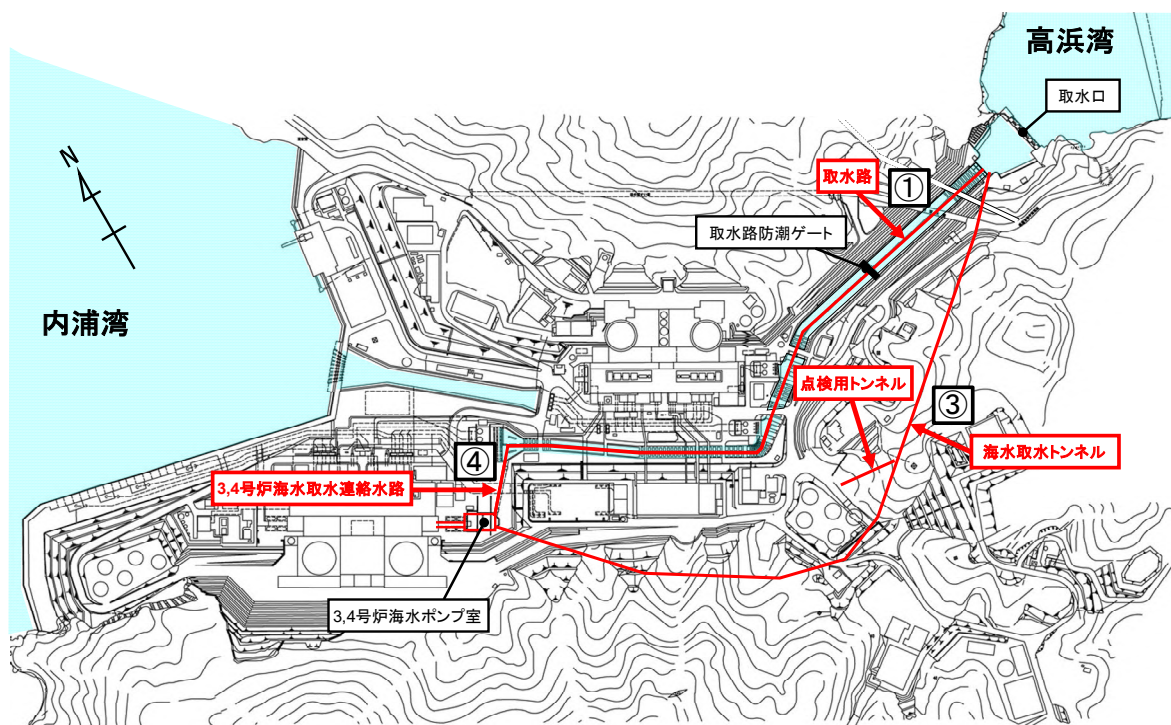 高浜湾
取水口
N
取水路
①
取水路防潮ゲート
内浦湾
点検用トンネル
③
海水取水トンネル
④
3,4号炉海水取水連絡水路
3,4号炉海水ポンプ室